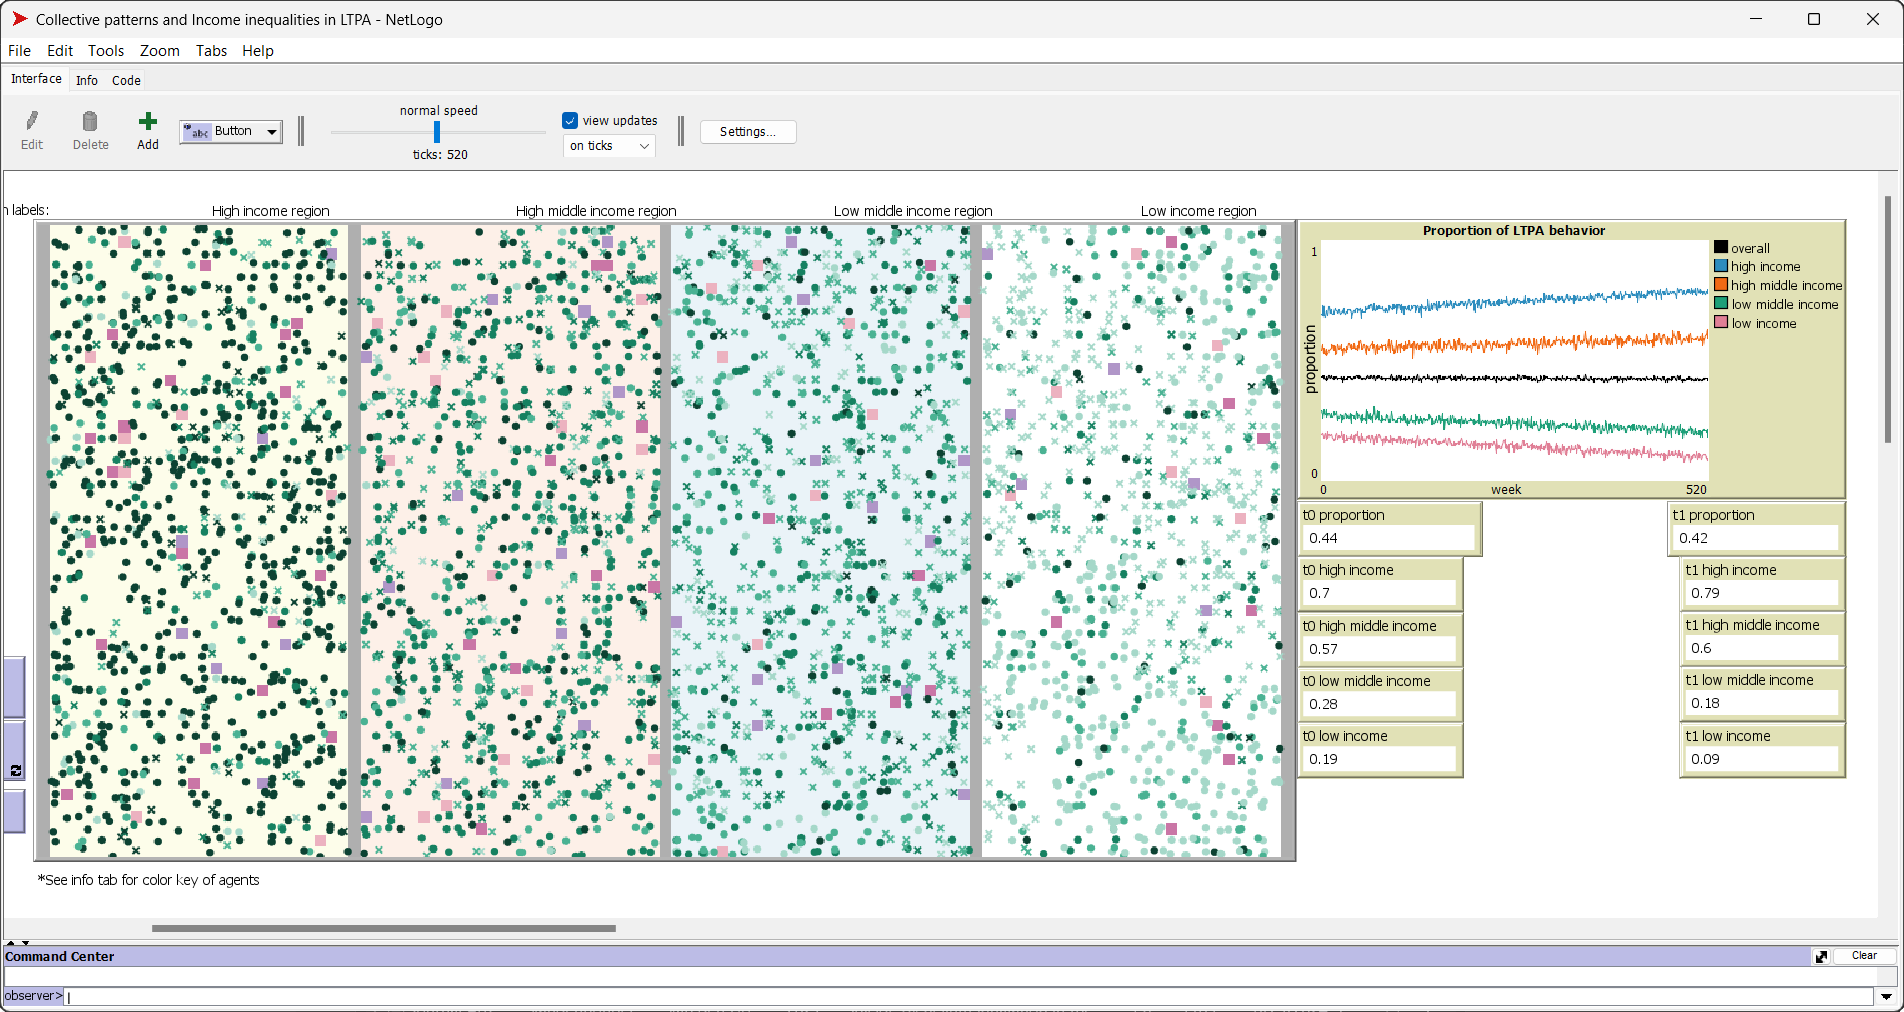 Collective patterns and Income inequalities in LTPA - NetLogo
File Edit Tools Zoom Tabs Help
Interface Info Code
normal speed
view updates
Edit Delete Add
abc Button
on ticks
Settings...
ticks: 520
labels:
High income region
High middle income region
Low middle income region
Low income region
Proportion of LTPA behavior
1
proportion
0
0
week
520
overall
high income
high middle income
low middle income
low income
t0 proportion
0.44
t1 proportion
0.42
t0 high income
0.7
t1 high income
0.79
t0 high middle income
0.57
t1 high middle income
0.6
t0 low middle income
0.28
t1 low middle income
0.18
t0 low income
0.19
t1 low income
0.09
*See info tab for color key of agents
Command Center
Clear
observer>